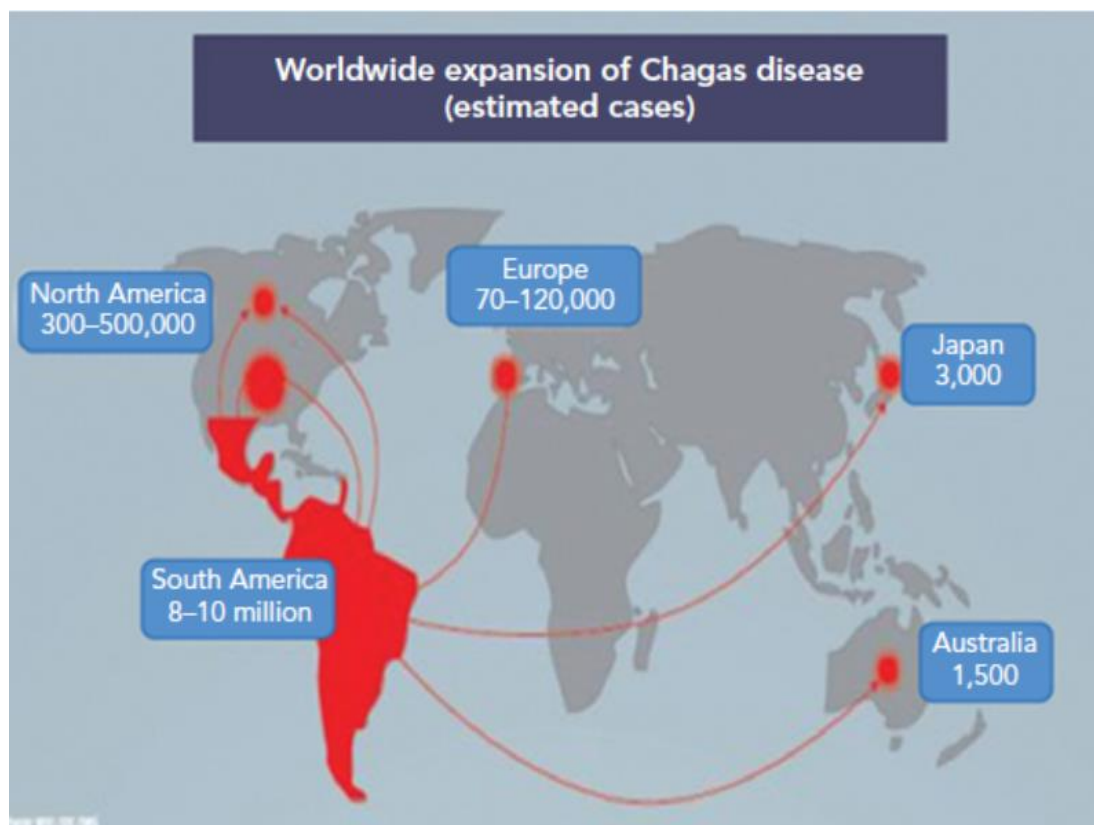 Worldwide expansion of Chagas disease
(estimated cases)
North America
300–500,000
Europe
70–120,000
Japan
3,000
South America
8–10 million
Australia
1,500